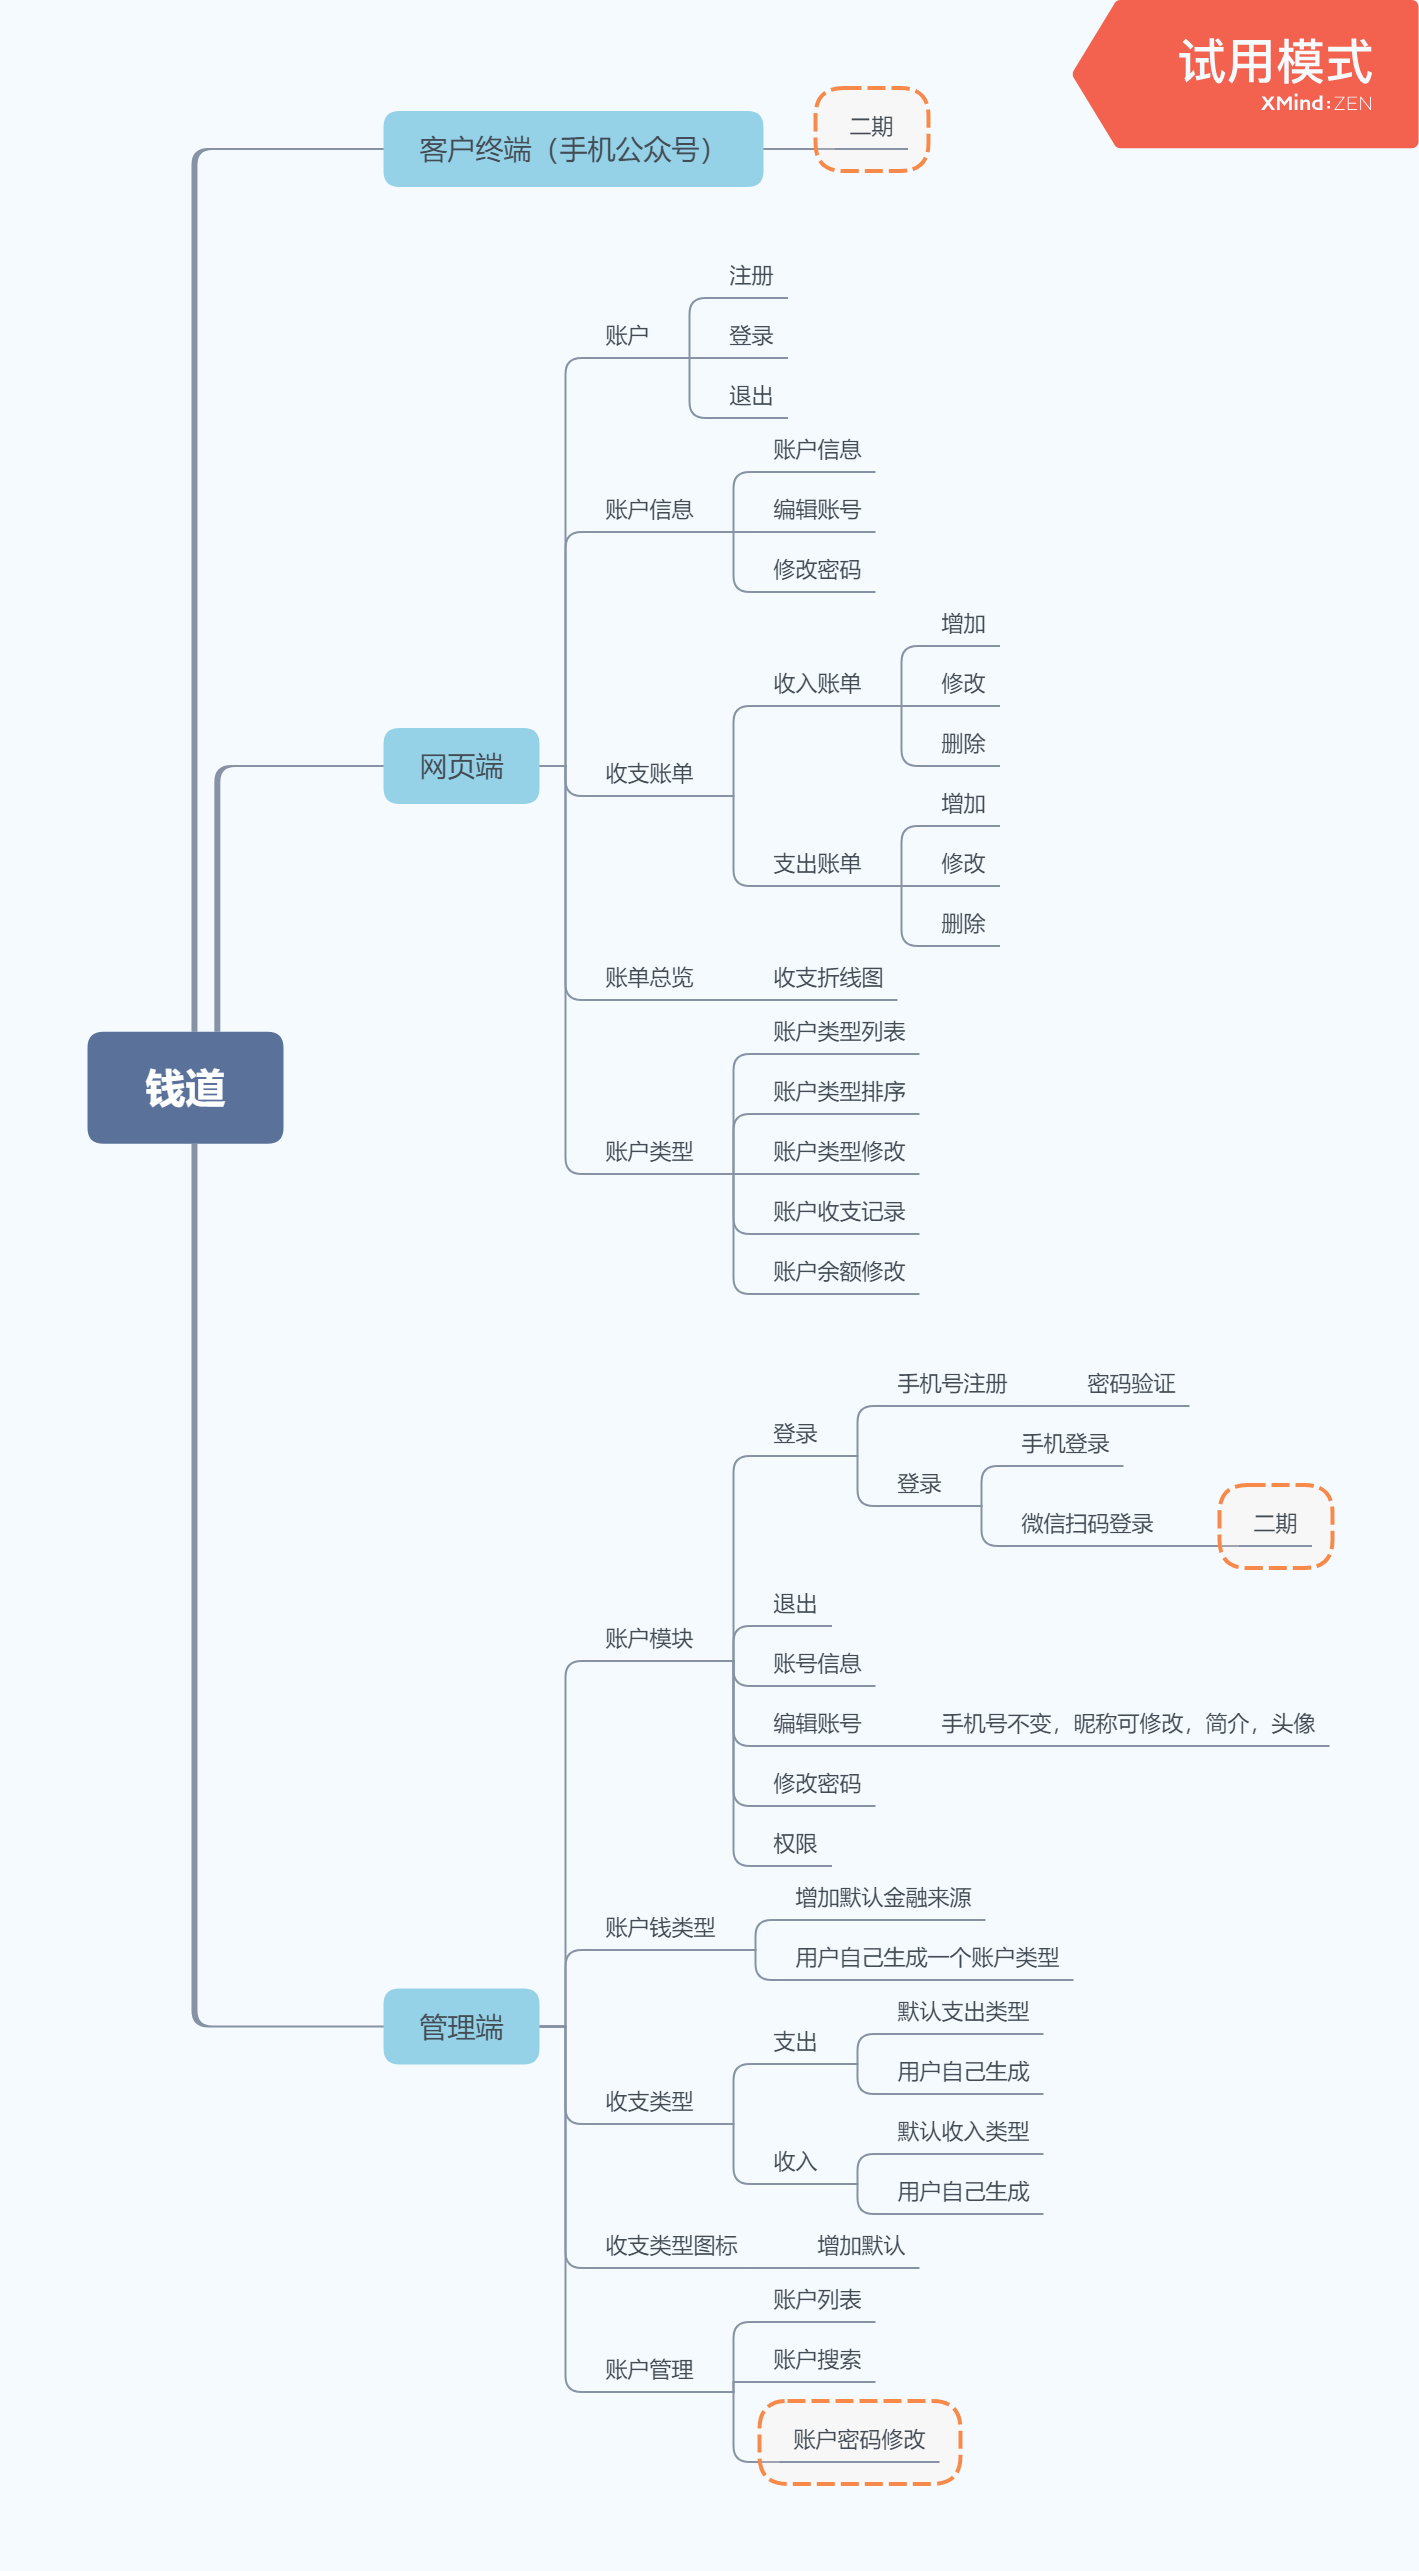 试用模式
XMind:ZEN
客户终端（手机公众号）
二期
注册
账户
登录
退出
账户信息
账户信息
编辑账号
修改密码
增加
收入账单
修改
删除
网页端
收支账单
增加
支出账单
修改
删除
账单总览
收支折线图
账户类型列表
钱道
账户类型排序
账户类型
账户类型修改
账户收支记录
账户余额修改
手机号注册
密码验证
登录
手机登录
登录
微信扫码登录
二期
退出
账户模块
账号信息
编辑账号
手机号不变，昵称可修改，简介，头像
修改密码
权限
增加默认金融来源
账户钱类型
用户自己生成一个账户类型
管理端
默认支出类型
支出
用户自己生成
收支类型
默认收入类型
收入
用户自己生成
收支类型图标
增加默认
账户列表
账户管理
账户搜索
账户密码修改